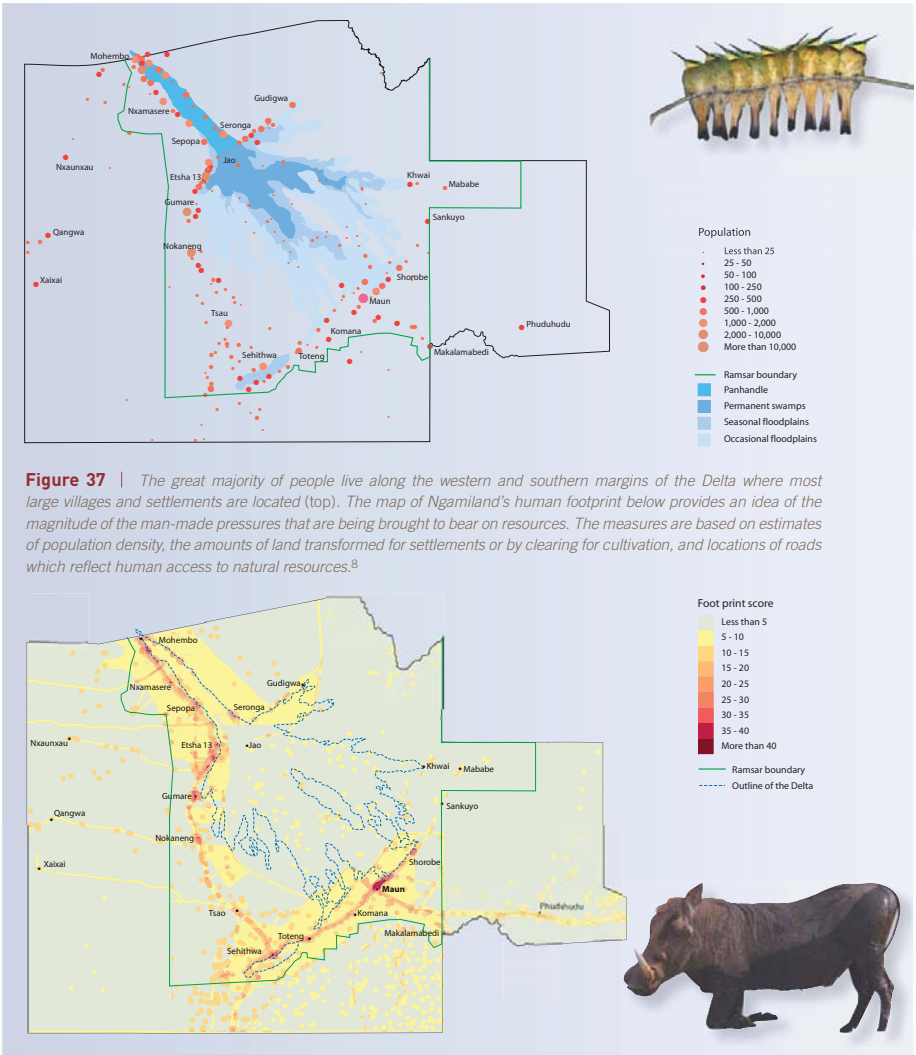 Mohembo
Gudigwa
Nxamasere
Seronga
Sepopa
Jao
Nxaunxau
Etsha 13
Khwai
Mababe
Gumare
Sankuyo
Qangwa
Nokaneng
Xaixai
Shorobe
Maun
Tsau
Phuduhudu
Komana
Makalamabedi
Sehithwa
Toteng
Population
Less than 25
25 - 50
50 - 100
100 - 250
250 - 500
500 - 1,000
1,000 - 2,000
2,000 - 10,000
More than 10,000
Ramsar boundary
Panhandle
Permanent swamps
Seasonal floodplains
Occasional floodplains
Figure 37 | The great majority of people live along the western and southern margins of the Delta where most
large villages and settlements are located (top). The map of Ngamiland's human footprint below provides an idea of the
magnitude of the man-made pressures that are being brought to bear on resources. The measures are based on estimates
of population density, the amounts of land transformed for settlements or by clearing for cultivation, and locations of roads
which reflect human access to natural resources.8
Mohembo
Gudigwa
Nxamasere
Sepopa
Seronga
Nxaunxau
Etsha 13
Jao
Khwai
Mababe
Gumare
Sankuyo
Qangwa
Nokaneng
Xaixai
Shorobe
Maun
Tsao
Komana
Phuduhudu
Toteng
Makalamabedi
Sehithwa
Foot print score
Less than 5
5 - 10
10 - 15
15 - 20
20 - 25
25 - 30
30 - 35
35 - 40
More than 40
Ramsar boundary
Outline of the Delta